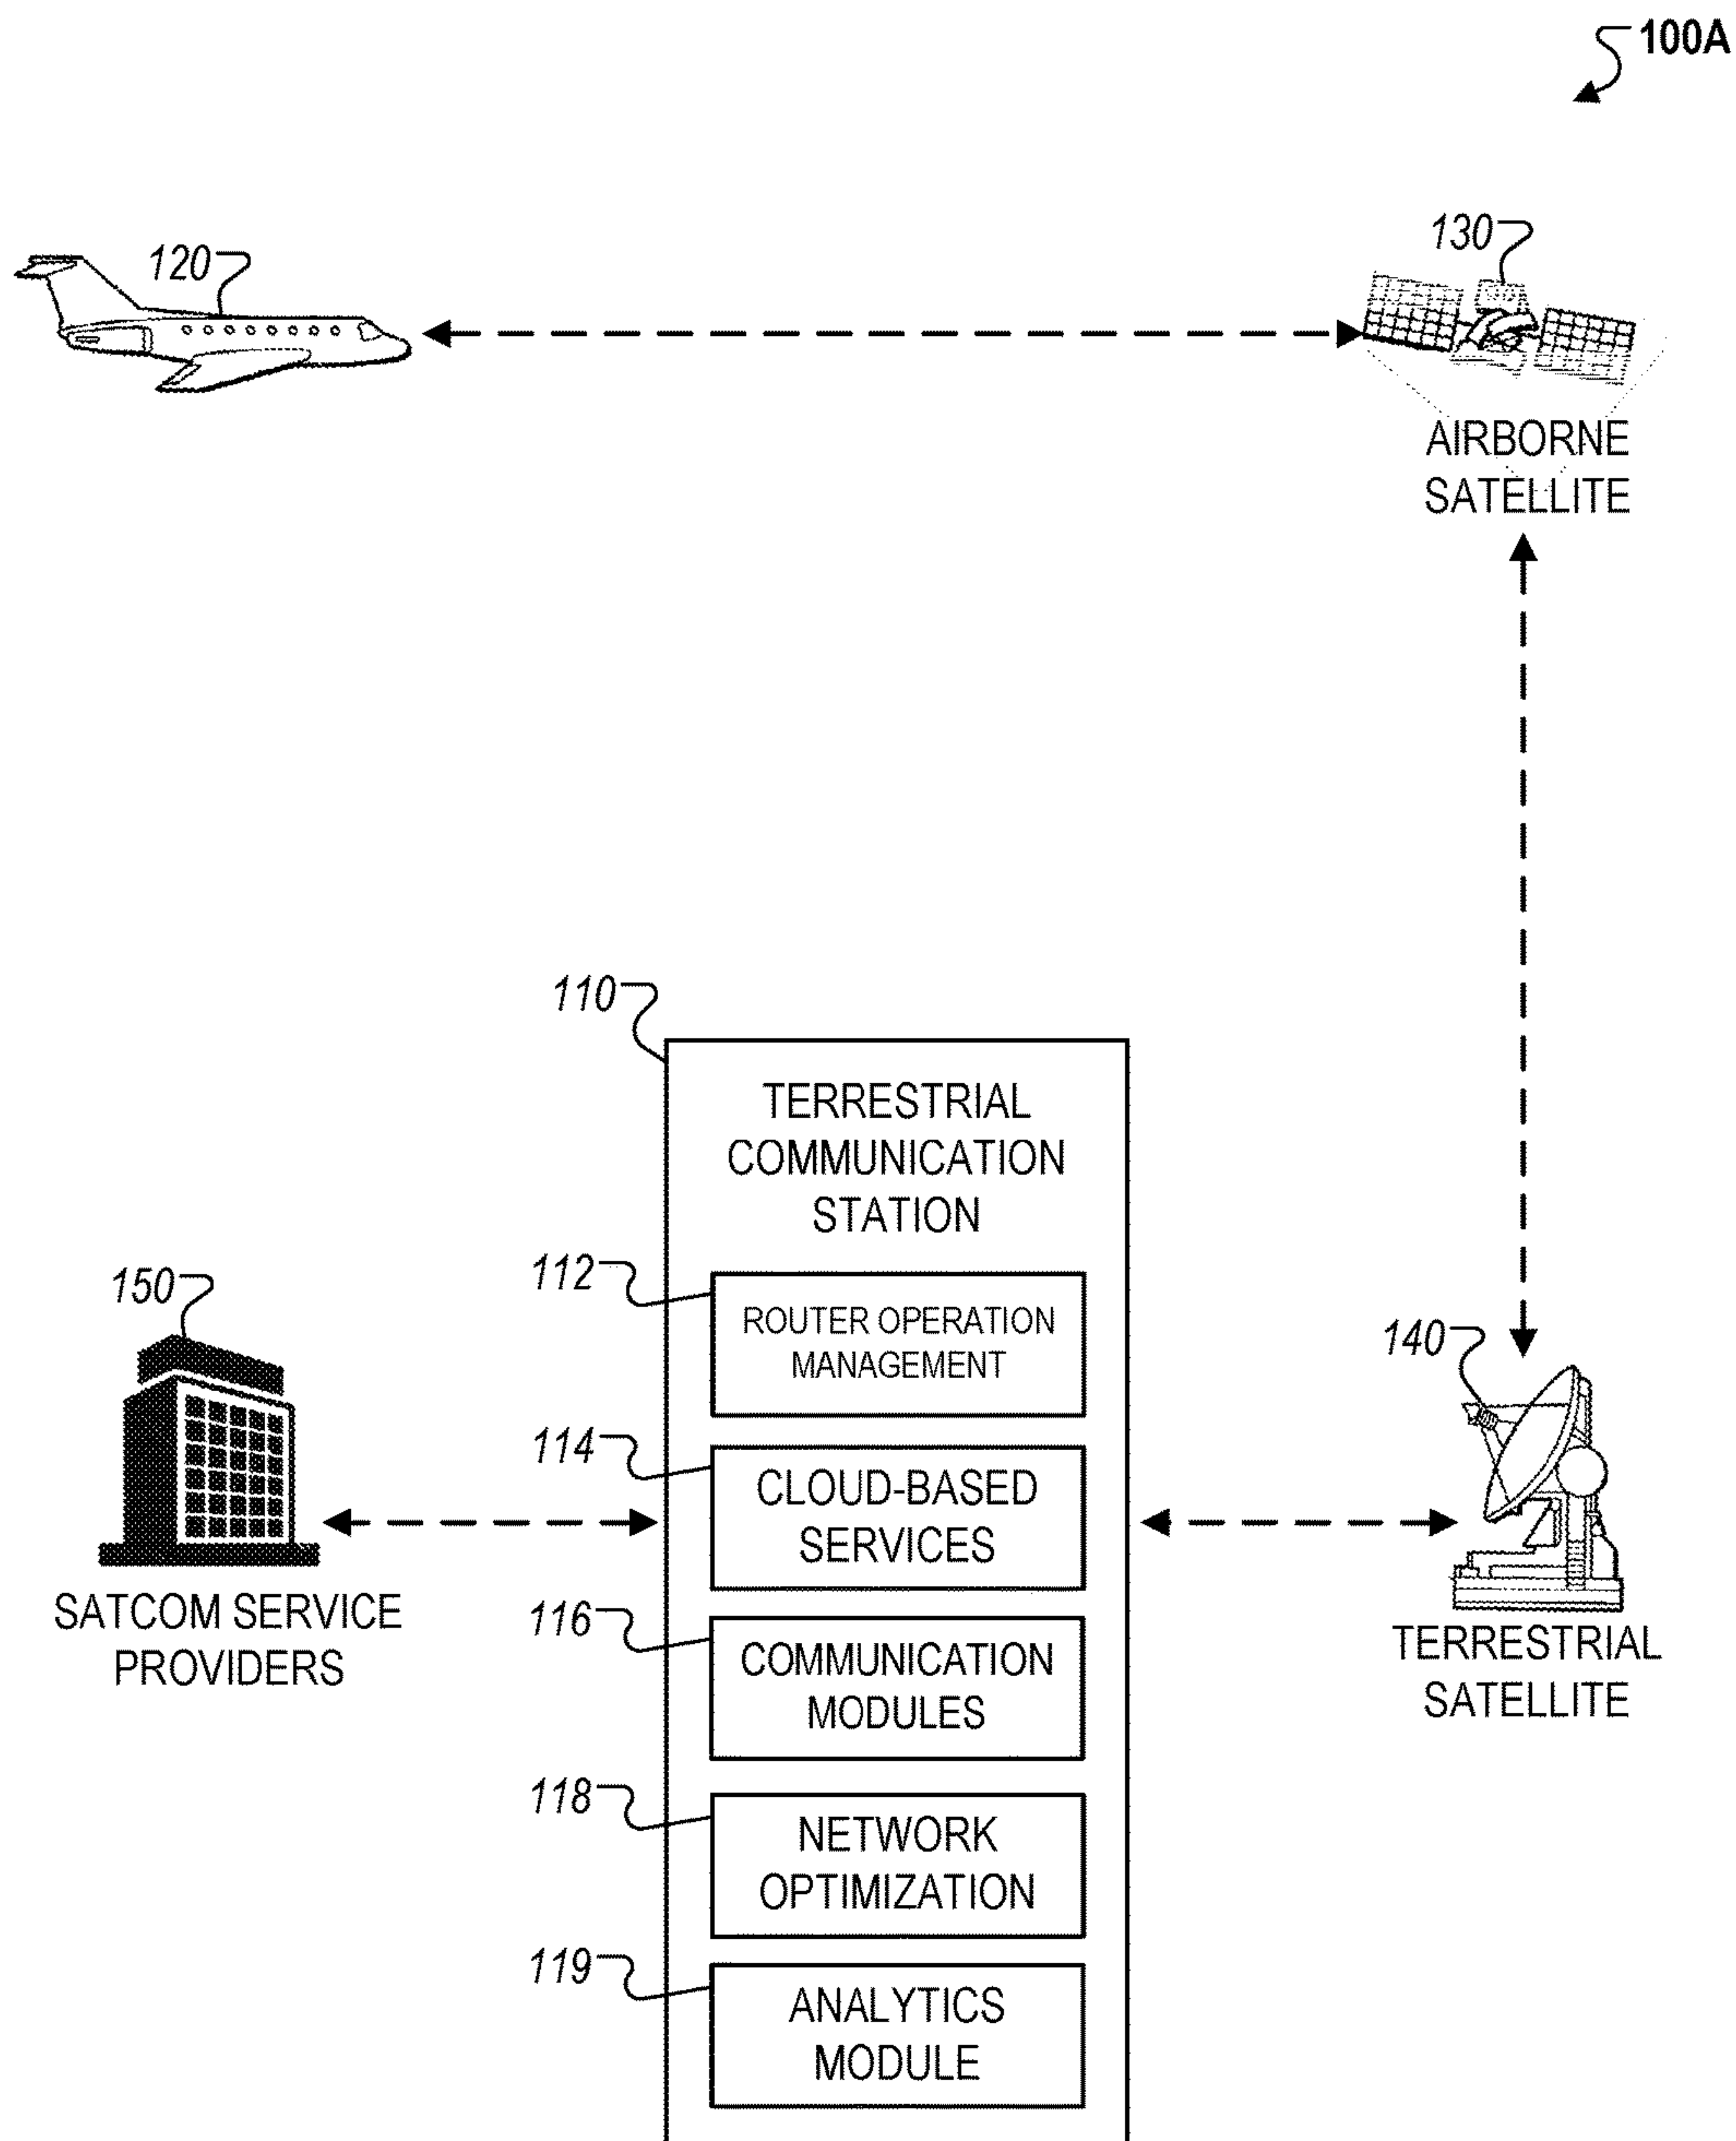 100A
120
130
AIRBORNE
SATELLITE
110
TERRESTRIAL
COMMUNICATION
STATION
112
ROUTER OPERATION
MANAGEMENT
150
140
114
CLOUD-BASED
SERVICES
SATCOM SERVICE
PROVIDERS
116
COMMUNICATION
MODULES
TERRESTRIAL
SATELLITE
118
NETWORK
OPTIMIZATION
119
ANALYTICS
MODULE